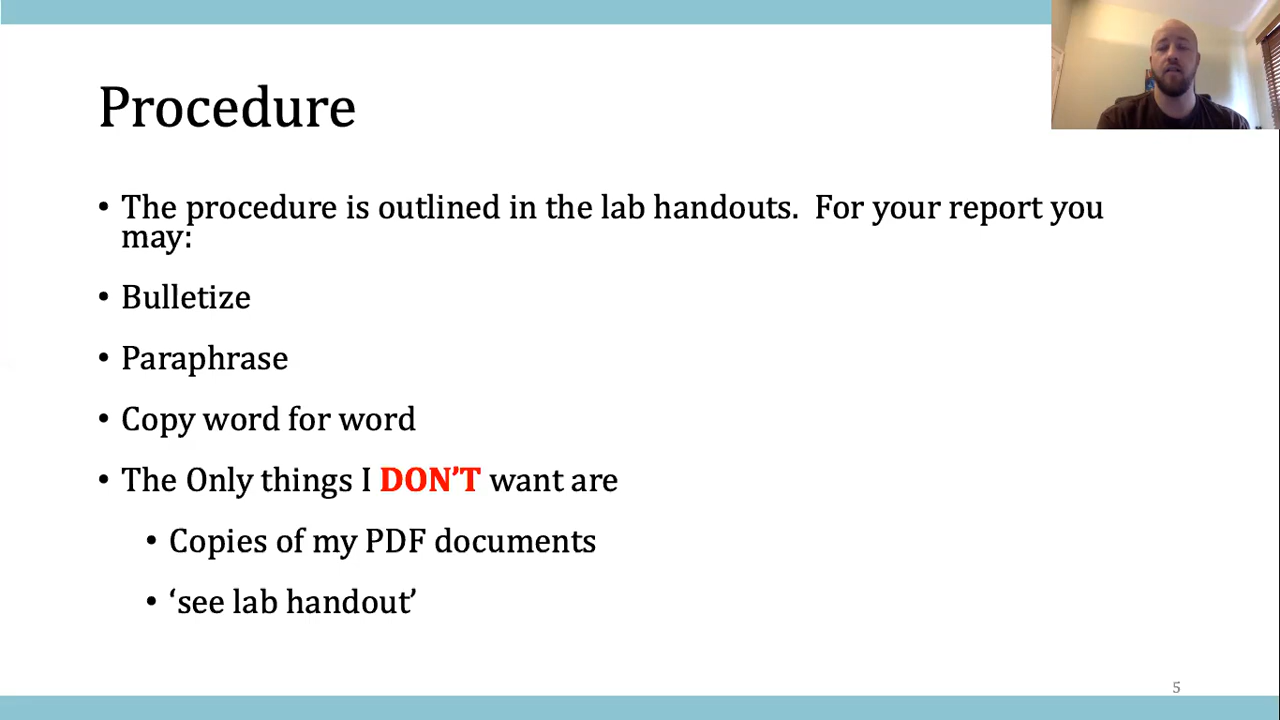 Procedure
• The procedure is outlined in the lab handouts.  For your report you
may:
• Bulletize
• Paraphrase
• Copy word for word
• The Only things I DON’T want are
• Copies of my PDF documents
• ‘see lab handout’
5